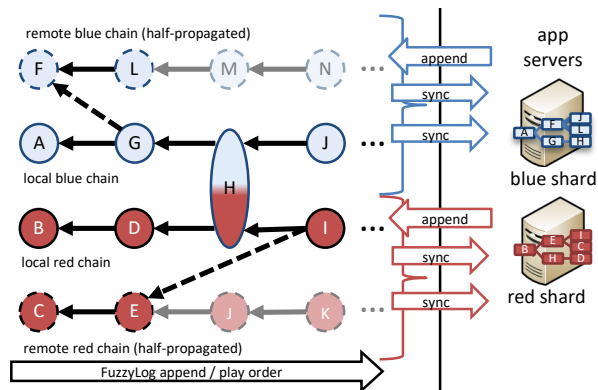 remote blue chain (half-propagated)
F L M N ...
append
app
servers
sync
A G J ...
sync
F J
A L
G H
local blue chain
blue shard
H
B D I ...
append
E I
B C
H D
local red chain
sync
red shard
C E J K ...
sync
remote red chain (half-propagated)
FuzzyLog append / play order